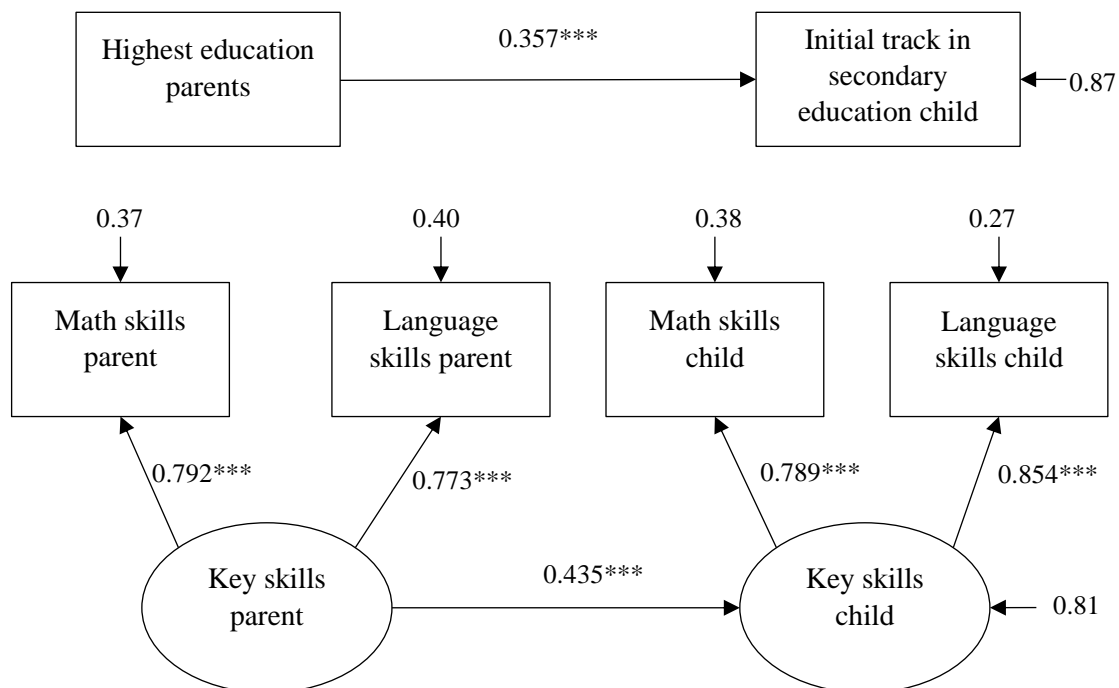 Highest education
parents
0.357***
Initial track in
secondary
education child
0.87
0.37
0.40
0.38
0.27
Math skills
parent
Language
skills parent
Math skills
child
Language
skills child
0.792***
0.773***
0.789***
0.854***
Key skills
parent
0.435***
Key skills
child
0.81